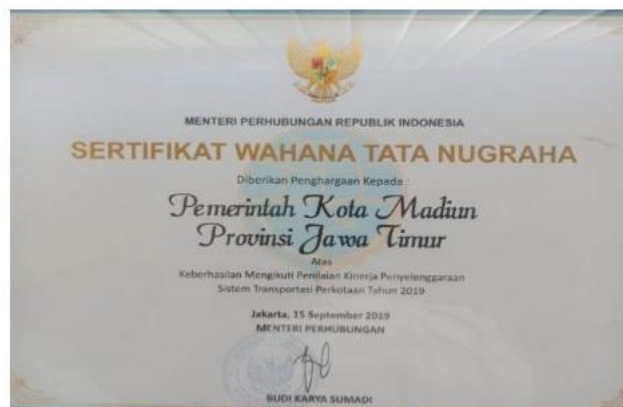 MENTERI PERHUBUNGAN REPUBLIK INDONESIA
SERTIFIKAT WAHANA TATA NUGRAHA
Diberikan Penghargaan Kepada :
Pemerintah Kota Madiun
Provinsi Jawa Timur
Atas
Keberhasilan Mengikuti Penilaian Kinerja Penyelenggaraan
Sistem Transportasi Perkotaan Tahun 2019
Jakarta, 15 September 2019
MENTERI PERHUBUNGAN
BUDI KARYA SUMADI